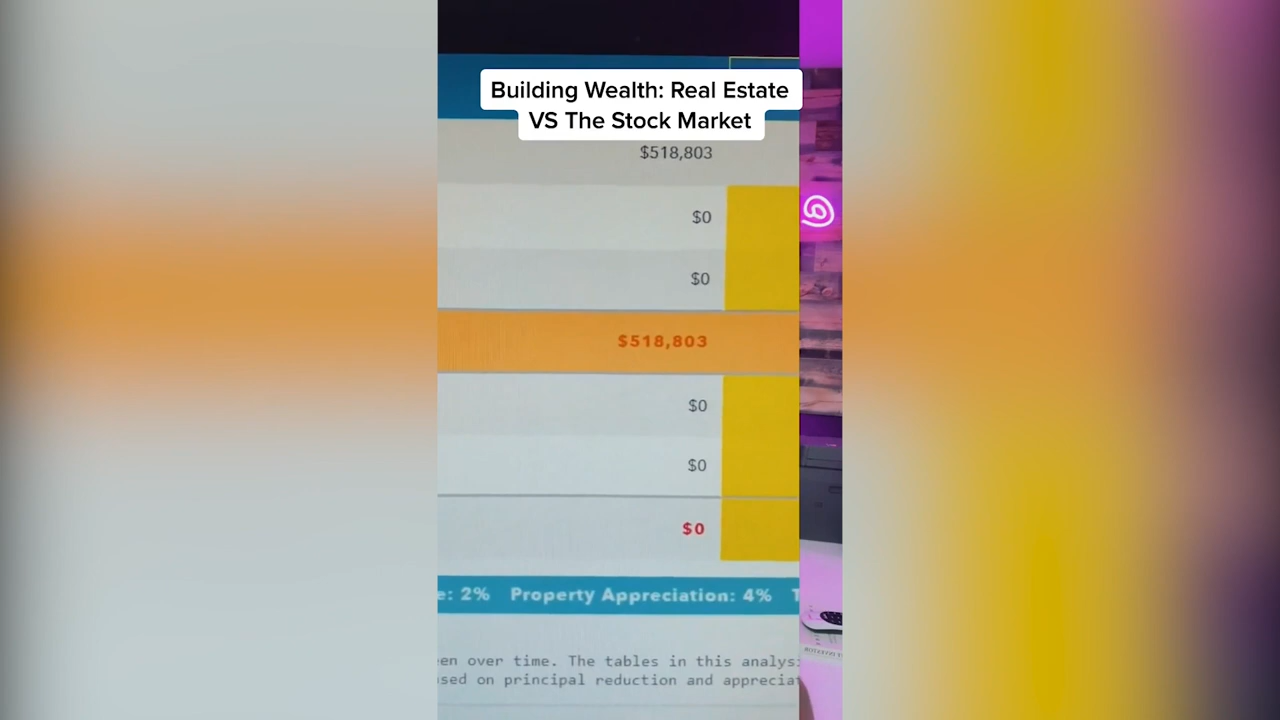 Building Wealth: Real Estate
VS The Stock Market
$518,803
$0
$0
$518,803
$0
$0
$0
e: 2% Property Appreciation: 4% T
en over time. The tables in this analys
sed on principal reduction and appreciat